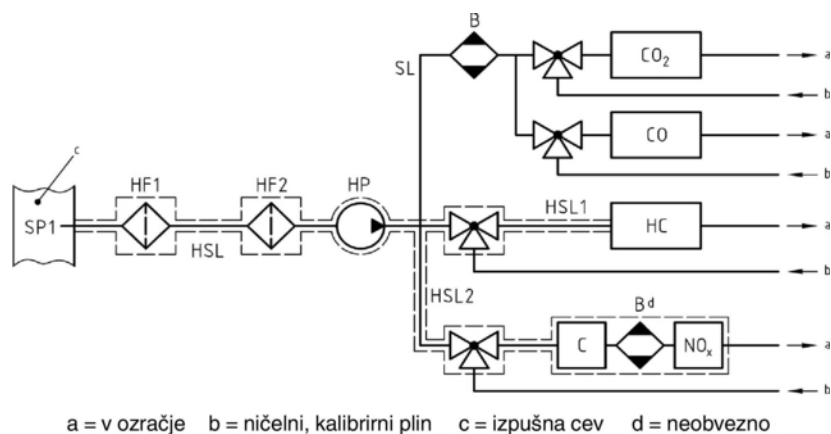 B
SL
CO₂
a
b
c
CO
a
HF1
HF2
HP
b
SP1
HSL
HSL1
HC
a
b
HSL2
Bᵈ
C
NOₓ
a
b
a = v ozračje b = ničelni, kalibrirni plin c = izpušna cev d = neobvezno